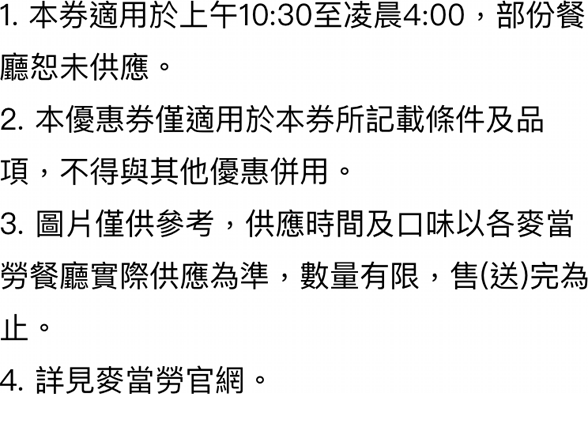 1. 本券適用於上午10:30至凌晨4:00，部份餐
廳恕未供應。
2. 本優惠券僅適用於本券所記載條件及品
項，不得與其他優惠併用。
3. 圖片僅供參考，供應時間及口味以各麥當
勞餐廳實際供應為準，數量有限，售(送)完為
止。
4. 詳見麥當勞官網。